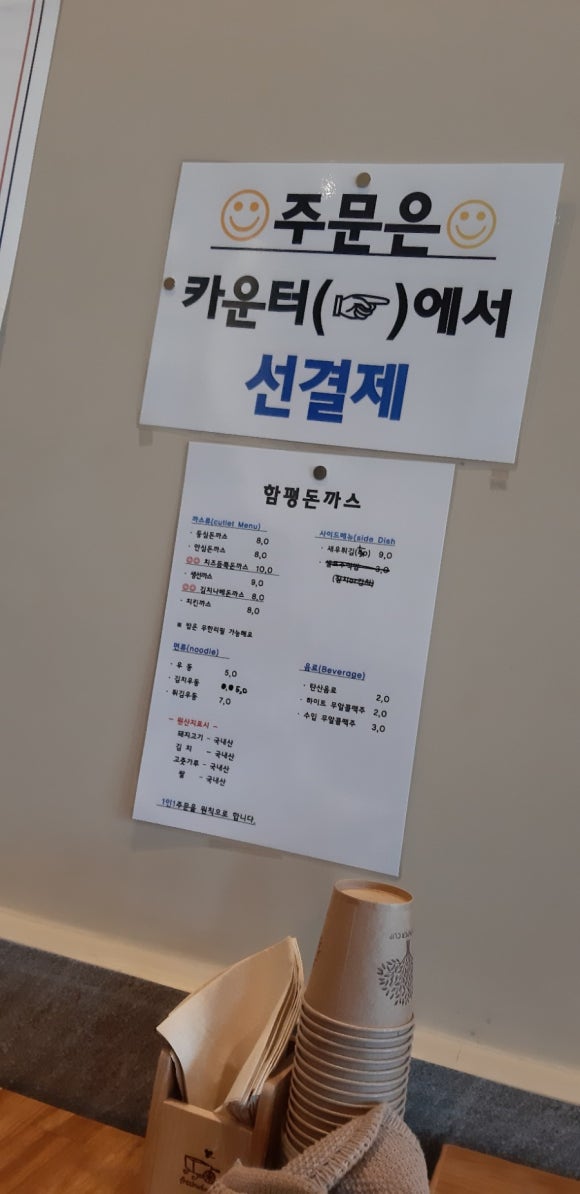 주문은
카운터(☞)에서
선결제
함평돈까스
까스류(cutlet Menu)
· 등심돈까스 8,0
· 안심돈까스 8,0
치즈듬뿍돈까스 10,0
· 생선까스 9,0
김치나베돈까스 8,0
· 치킨까스 8,0
※ 밥은 무한리필 가능해요
면류(noodle)
· 우 동 5,0
· 김치우동 5,0
· 튀김우동 7,0
- 원산지표시 -
돼지고기 - 국내산
김 치 - 국내산
고춧가루 - 국내산
쌀 - 국내산
1인1주문을 원칙으로 합니다.
사이드메뉴(side Dish
· 새우튀김( 9,0
음료(Beverage)
· 탄산음료 2,0
· 하이트 무알콜맥주 2,0
· 수입 무알콜맥주 3,0